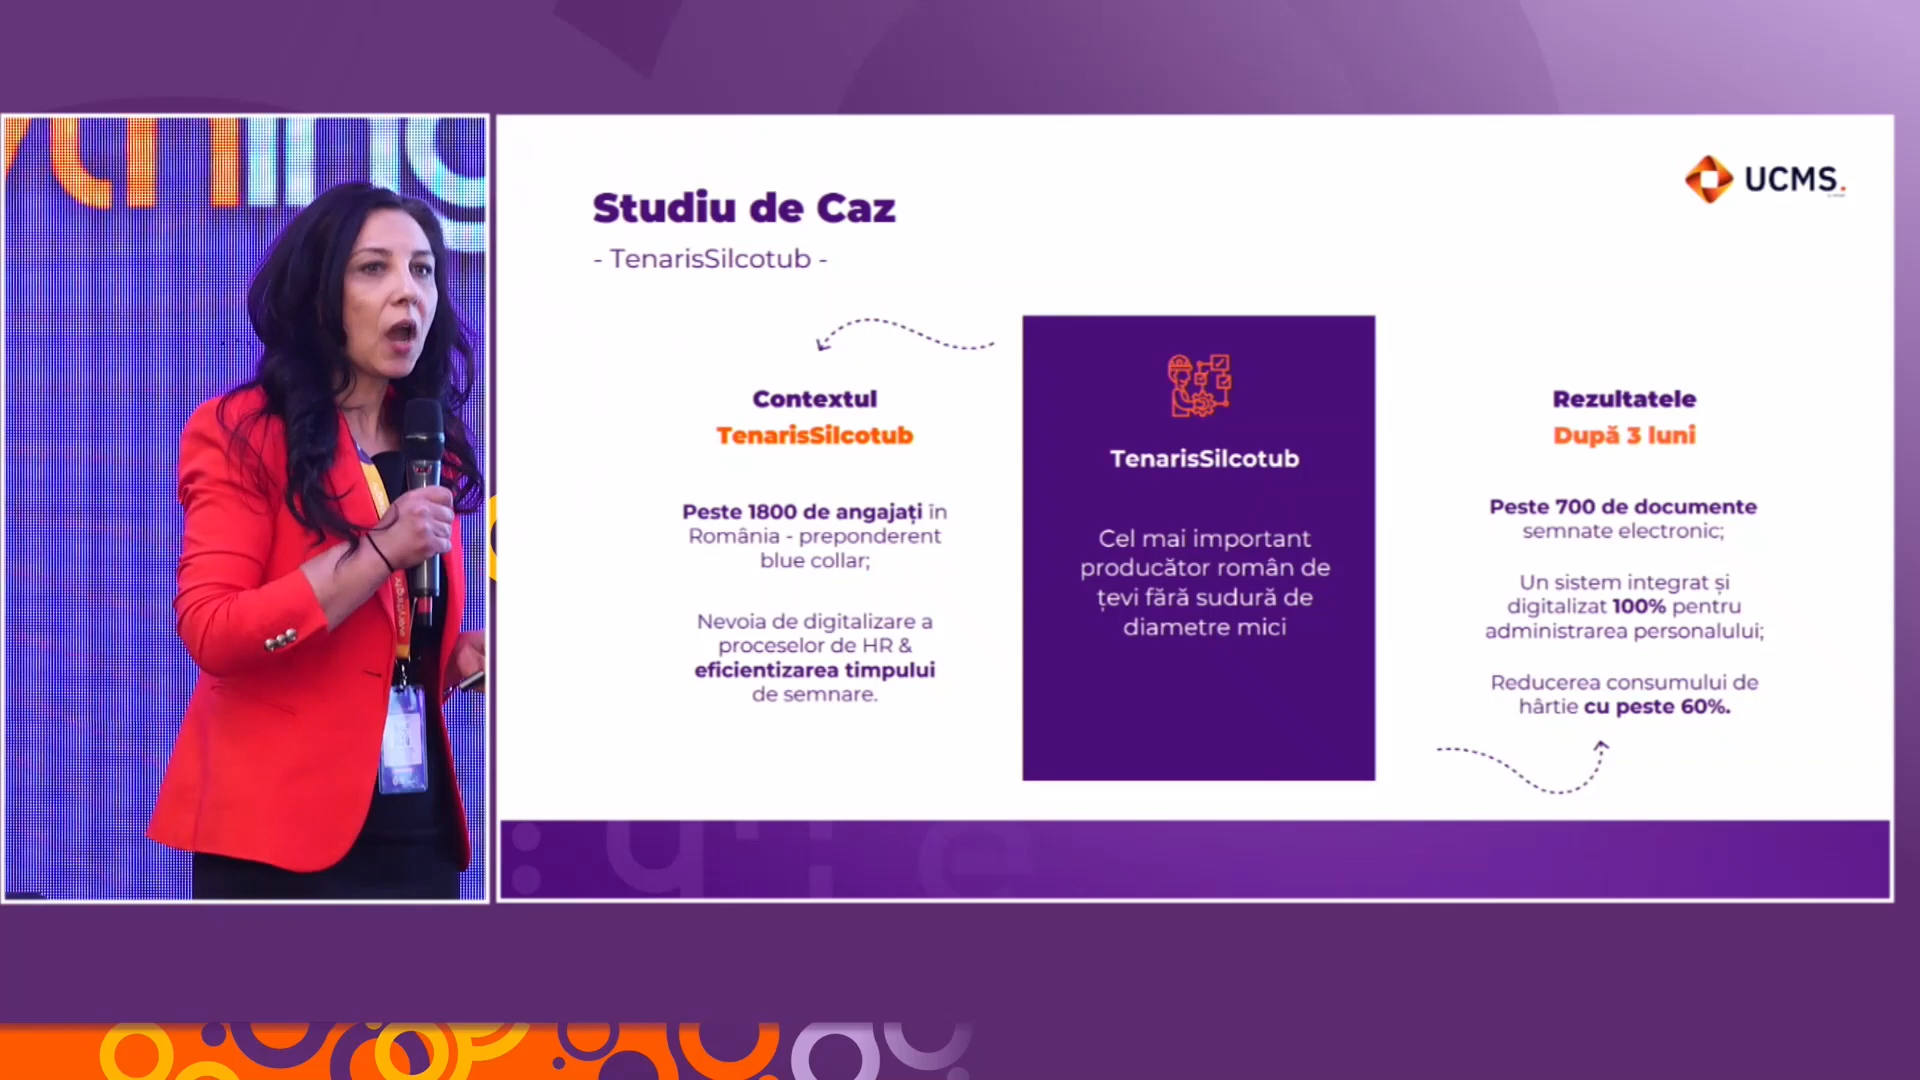 thing
everythingHR
UCMS.
Studiu de Caz
- TenarisSilcotub -
Contextul
TenarisSilcotub
Peste 1800 de angajați în
România - preponderent
blue collar;
Nevoia de digitalizare a
proceselor de HR &
eficientizarea timpului
de semnare.
TenarisSilcotub
Cel mai important
producător român de
țevi fără sudură de
diametre mici
Rezultatele
După 3 luni
Peste 700 de documente
semnate electronic;
Un sistem integrat și
digitalizat 100% pentru
administrarea personalului;
Reducerea consumului de
hârtie cu peste 60%.